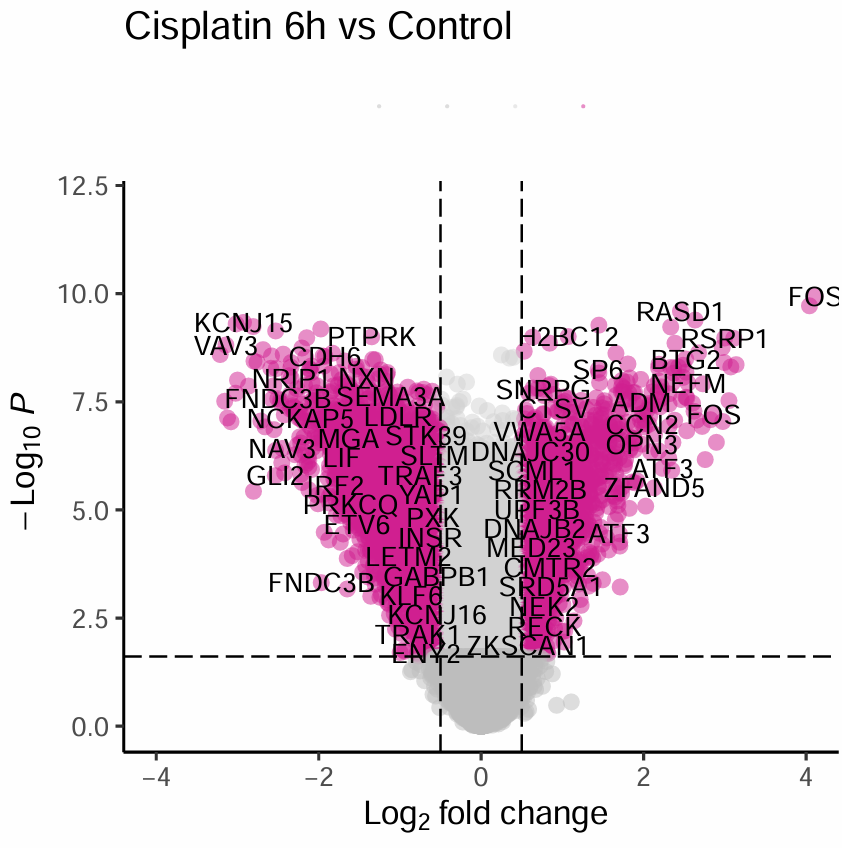 Cisplatin 6h vs Control
12.5
10.0
7.5
5.0
2.5
0.0
− Log10 P
FOS
RASD1
KCNJ15
PTPRK
H2BC12
RSRP1
VAV3
CDH6
BTG2
SP6
NRIP1
NXN
NEFM
SNRPG
FNDC3B
SEMA3A
CTSV
ADM
FOS
NCKAP5
LDLR
CCN2
VWA5A
MGA
STK39
OPN3
NAV3
DNAJC30
LIF
SLTM
SCML1
ATF3
GLI2
TRAF3
IRF2
RRM2B
ZFAND5
YAP1
PRKCQ
UPF3B
PXK
ETV6
DNAJB2
ATF3
INSR
MED23
LETM2
CMTR2
FNDC3B
GABPB1
SRD5A1
KLF6
NEK2
KCNJ16
RECK
TRAK1
ZKSCAN1
ENY2
−4 −2 0 2 4
Log2 fold change